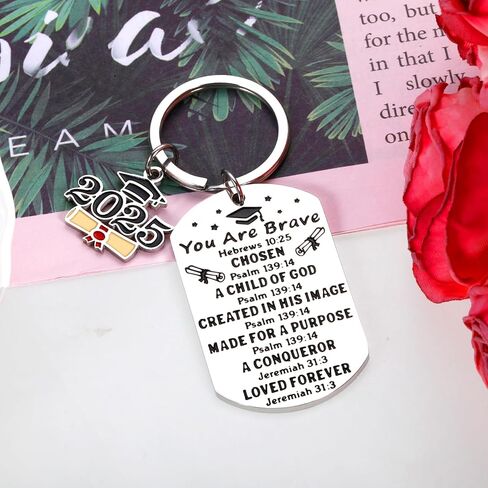 too, but
for the n
in that I
I slowly
dire
on
EAM
2025
You Are Brave
Hebrews 10:25
CHOSEN
Psalm 139:14
A CHILD OF GOD
Psalm 139:14
CREATED IN HIS IMAGE
Psalm 139:14
MADE FOR A PURPOSE
Psalm 139:14
A CONQUEROR
Jeremiah 31:3
LOVED FOREVER
Jeremiah 31:3